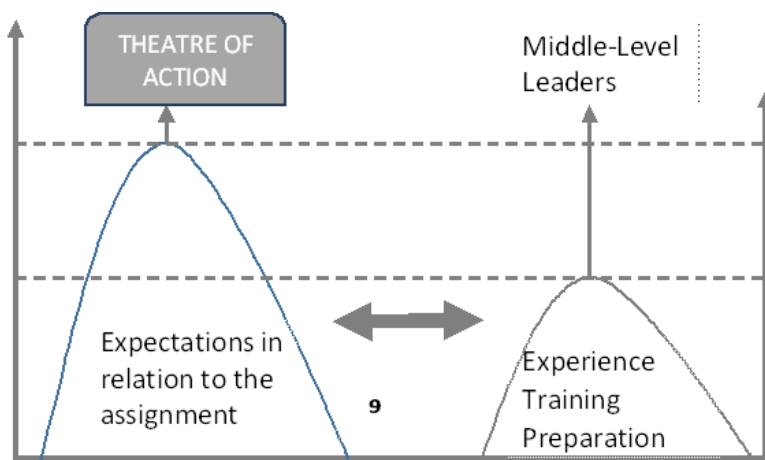 THEATRE OF
ACTION
Middle-Level
Leaders
Expectations in
relation to the
assignment
9
Experience
Training
Preparation